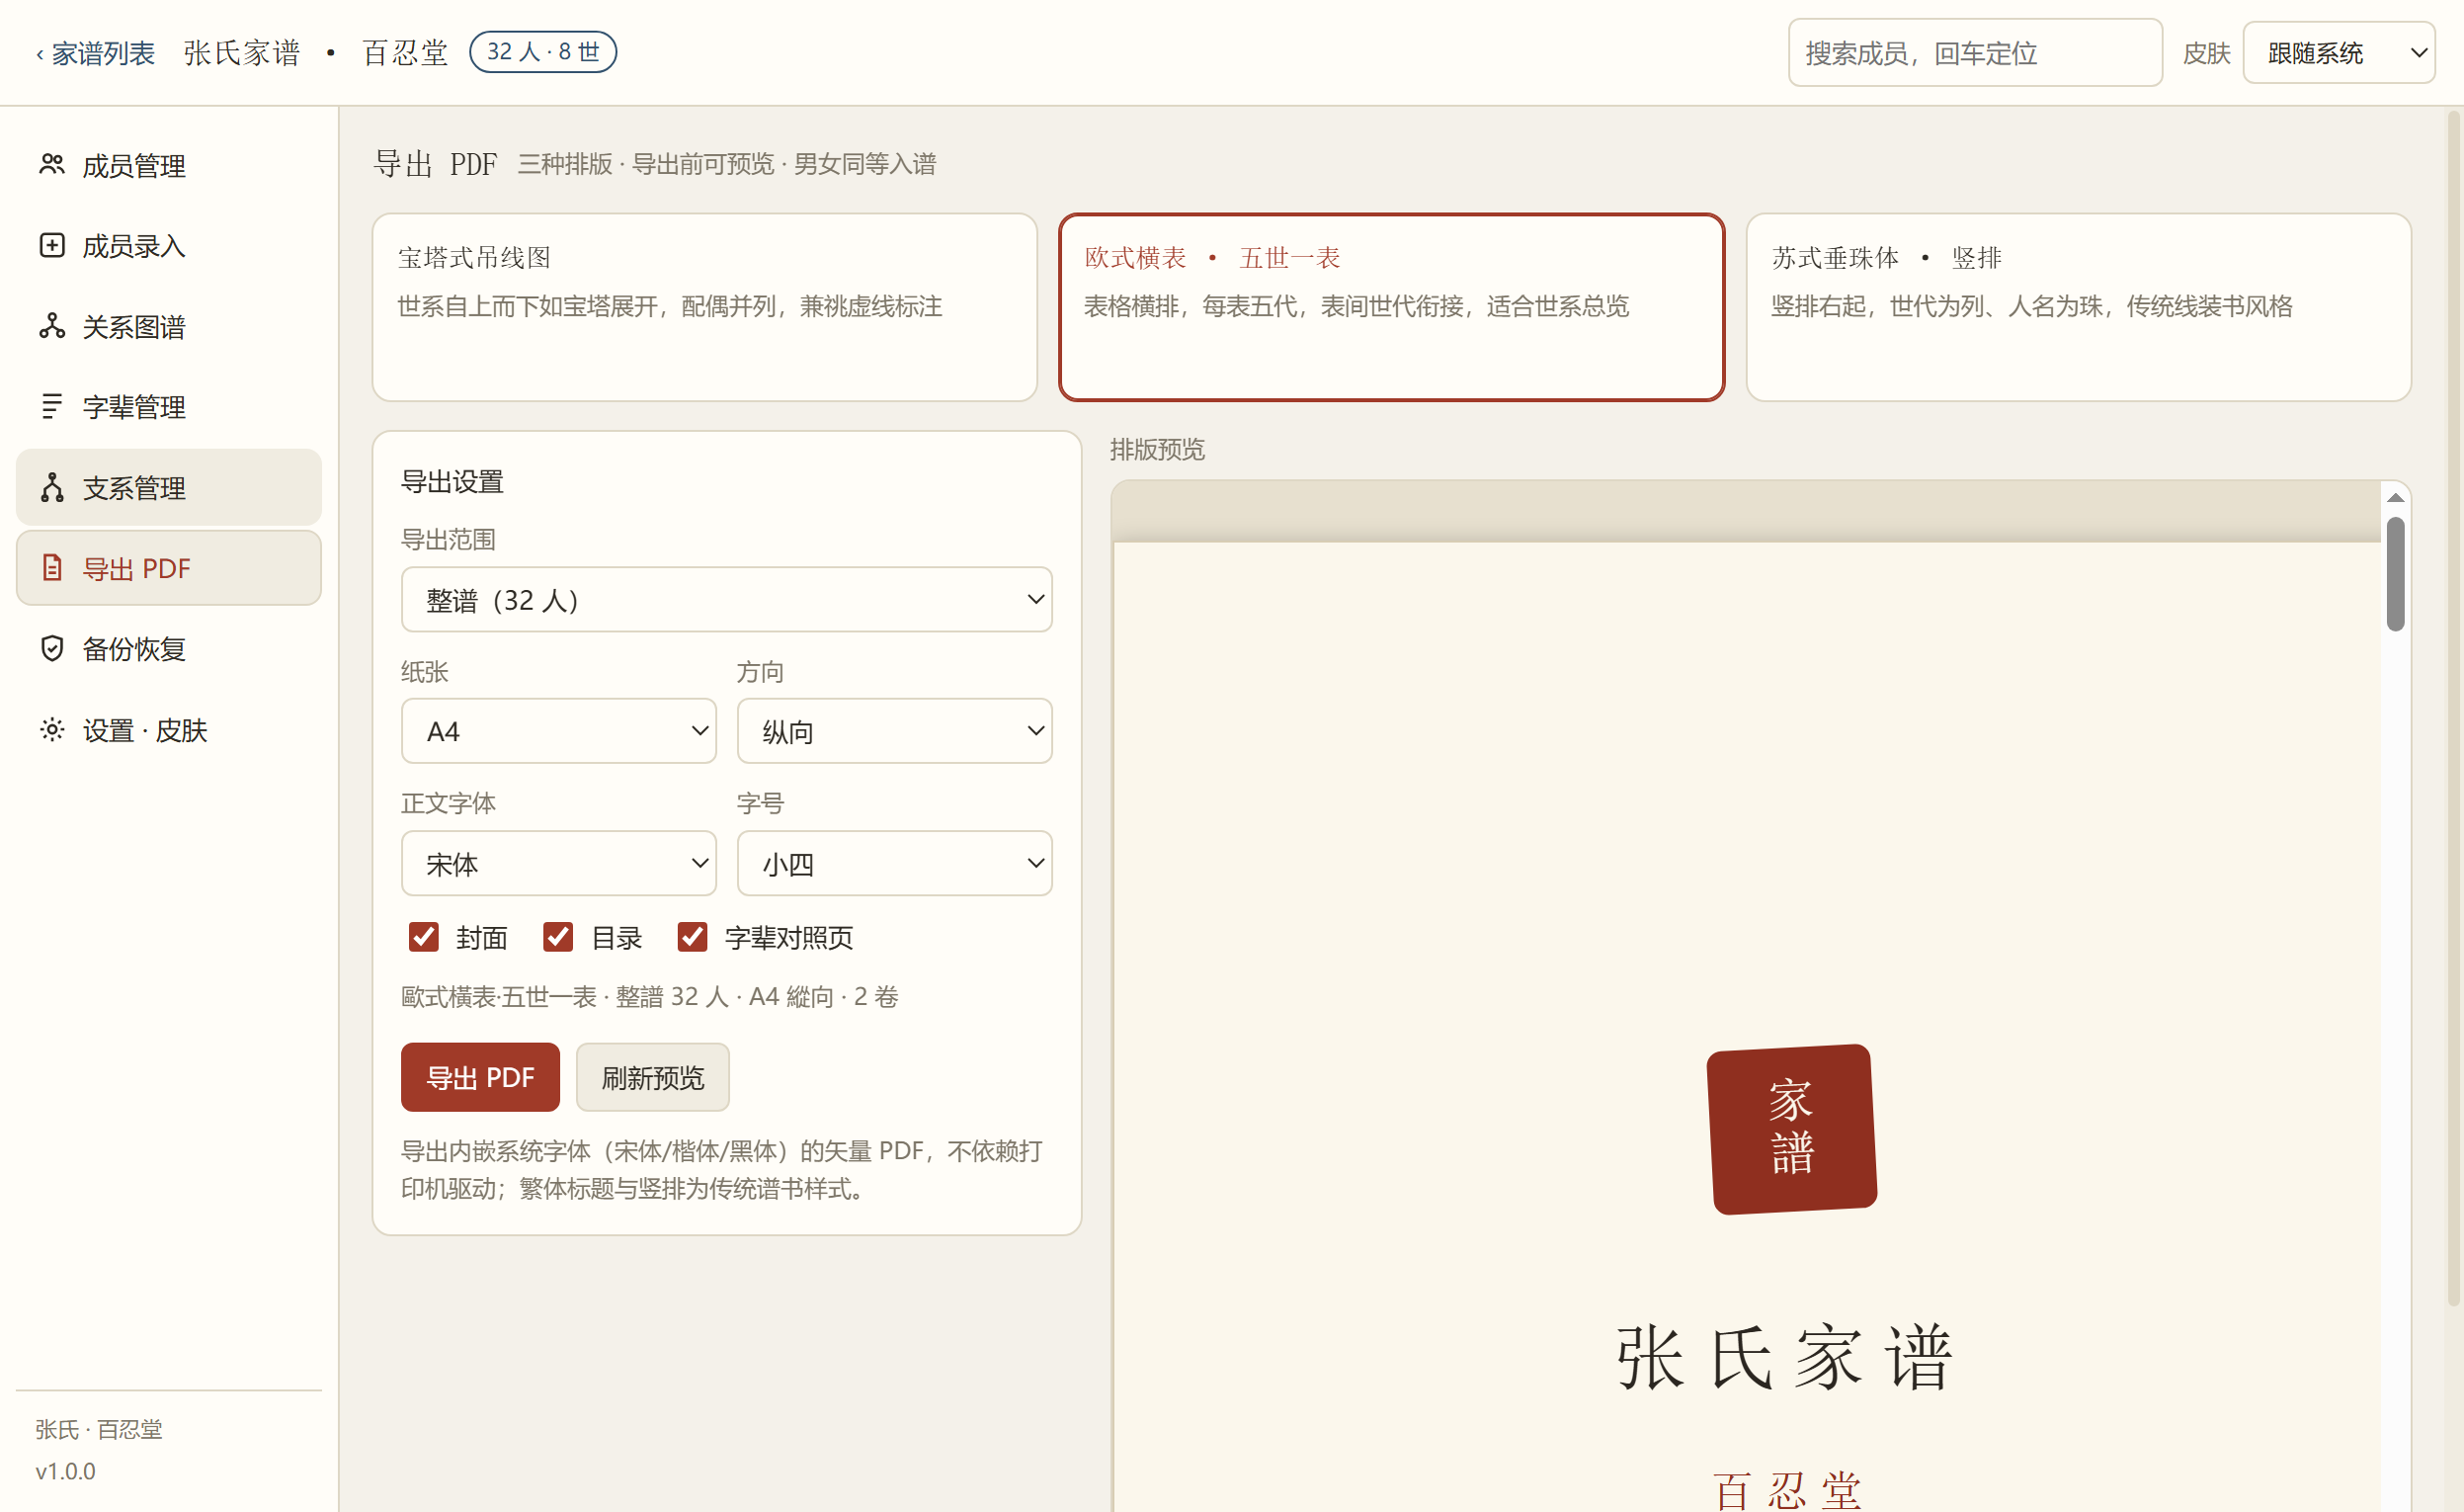 ‹ 家谱列表 张氏家谱 · 百忍堂 32 人 · 8 世 搜索成员，回车定位 皮肤 跟随系统
成员管理
成员录入
关系图谱
字辈管理
支系管理
导出 PDF
备份恢复
设置 · 皮肤
张氏 · 百忍堂
v1.0.0
导出 PDF 三种排版 · 导出前可预览 · 男女同等入谱
宝塔式吊线图
世系自上而下如宝塔展开，配偶并列，兼祧虚线标注
欧式横表 · 五世一表
表格横排，每表五代，表间世代衔接，适合世系总览
苏式垂珠体 · 竖排
竖排右起，世代为列、人名为珠，传统线装书风格
导出设置
导出范围
整谱（32 人）
纸张 方向
A4 纵向
正文字体 字号
宋体 小四
封面 目录 字辈对照页
歐式橫表·五世一表 · 整譜 32 人 · A4 縱向 · 2 卷
导出 PDF 刷新预览
导出内嵌系统字体（宋体/楷体/黑体）的矢量 PDF，不依赖打
印机驱动；繁体标题与竖排为传统谱书样式。
排版预览
家
譜
张氏家谱
百忍堂